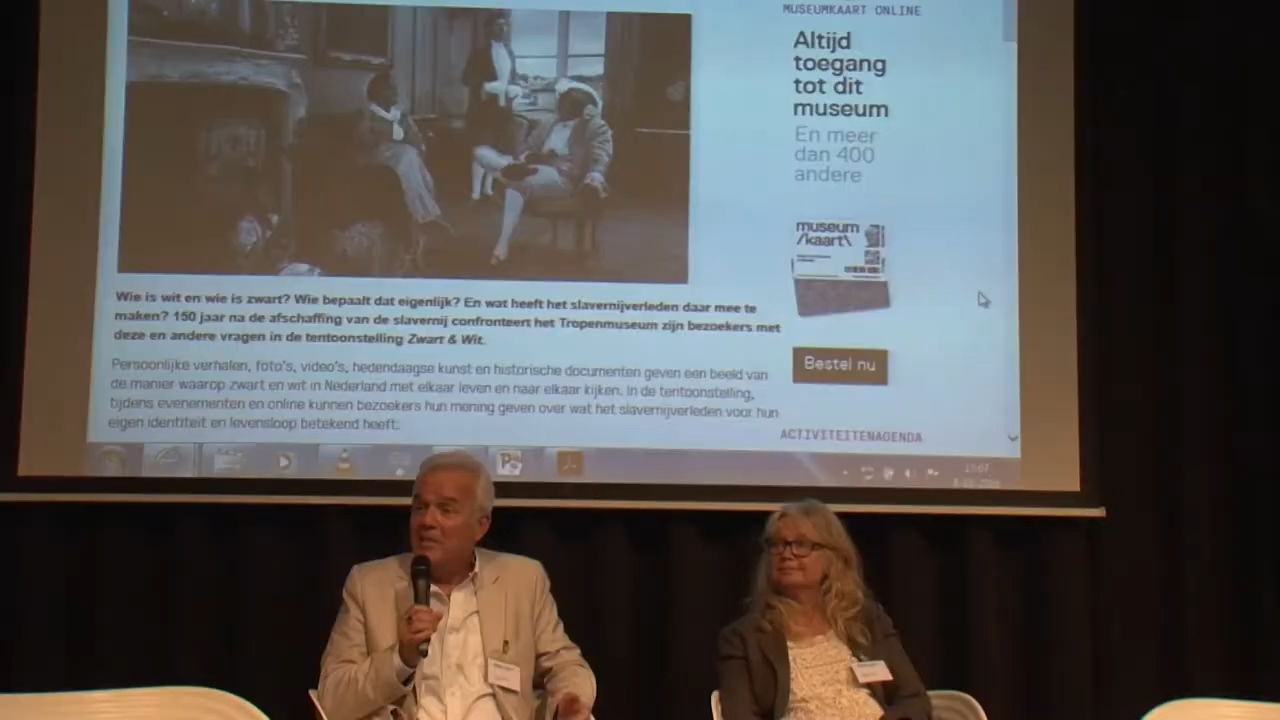 MUSEUMKAART ONLINE
Altijd
toegang
tot dit
museum
En meer
dan 400
andere
museum
/kaart\
Bestel nu
Wie is wit en wie is zwart? Wie bepaalt dat eigenlijk? En wat heeft het slavernijverleden daar mee te
maken? 150 jaar na de afschaffing van de slavernij confronteert het Tropenmuseum zijn bezoekers met
deze en andere vragen in de tentoonstelling Zwart & Wit.
Persoonlijke verhalen, foto's, video's, hedendaagse kunst en historische documenten geven een beeld van
de manier waarop zwart en wit in Nederland met elkaar leven en naar elkaar kijken. In de tentoonstelling,
tijdens evenementen en online kunnen bezoekers hun mening geven over wat het slavernijverleden voor hun
eigen identiteit en levensloop betekend heeft.
ACTIVITEITENAGENDA